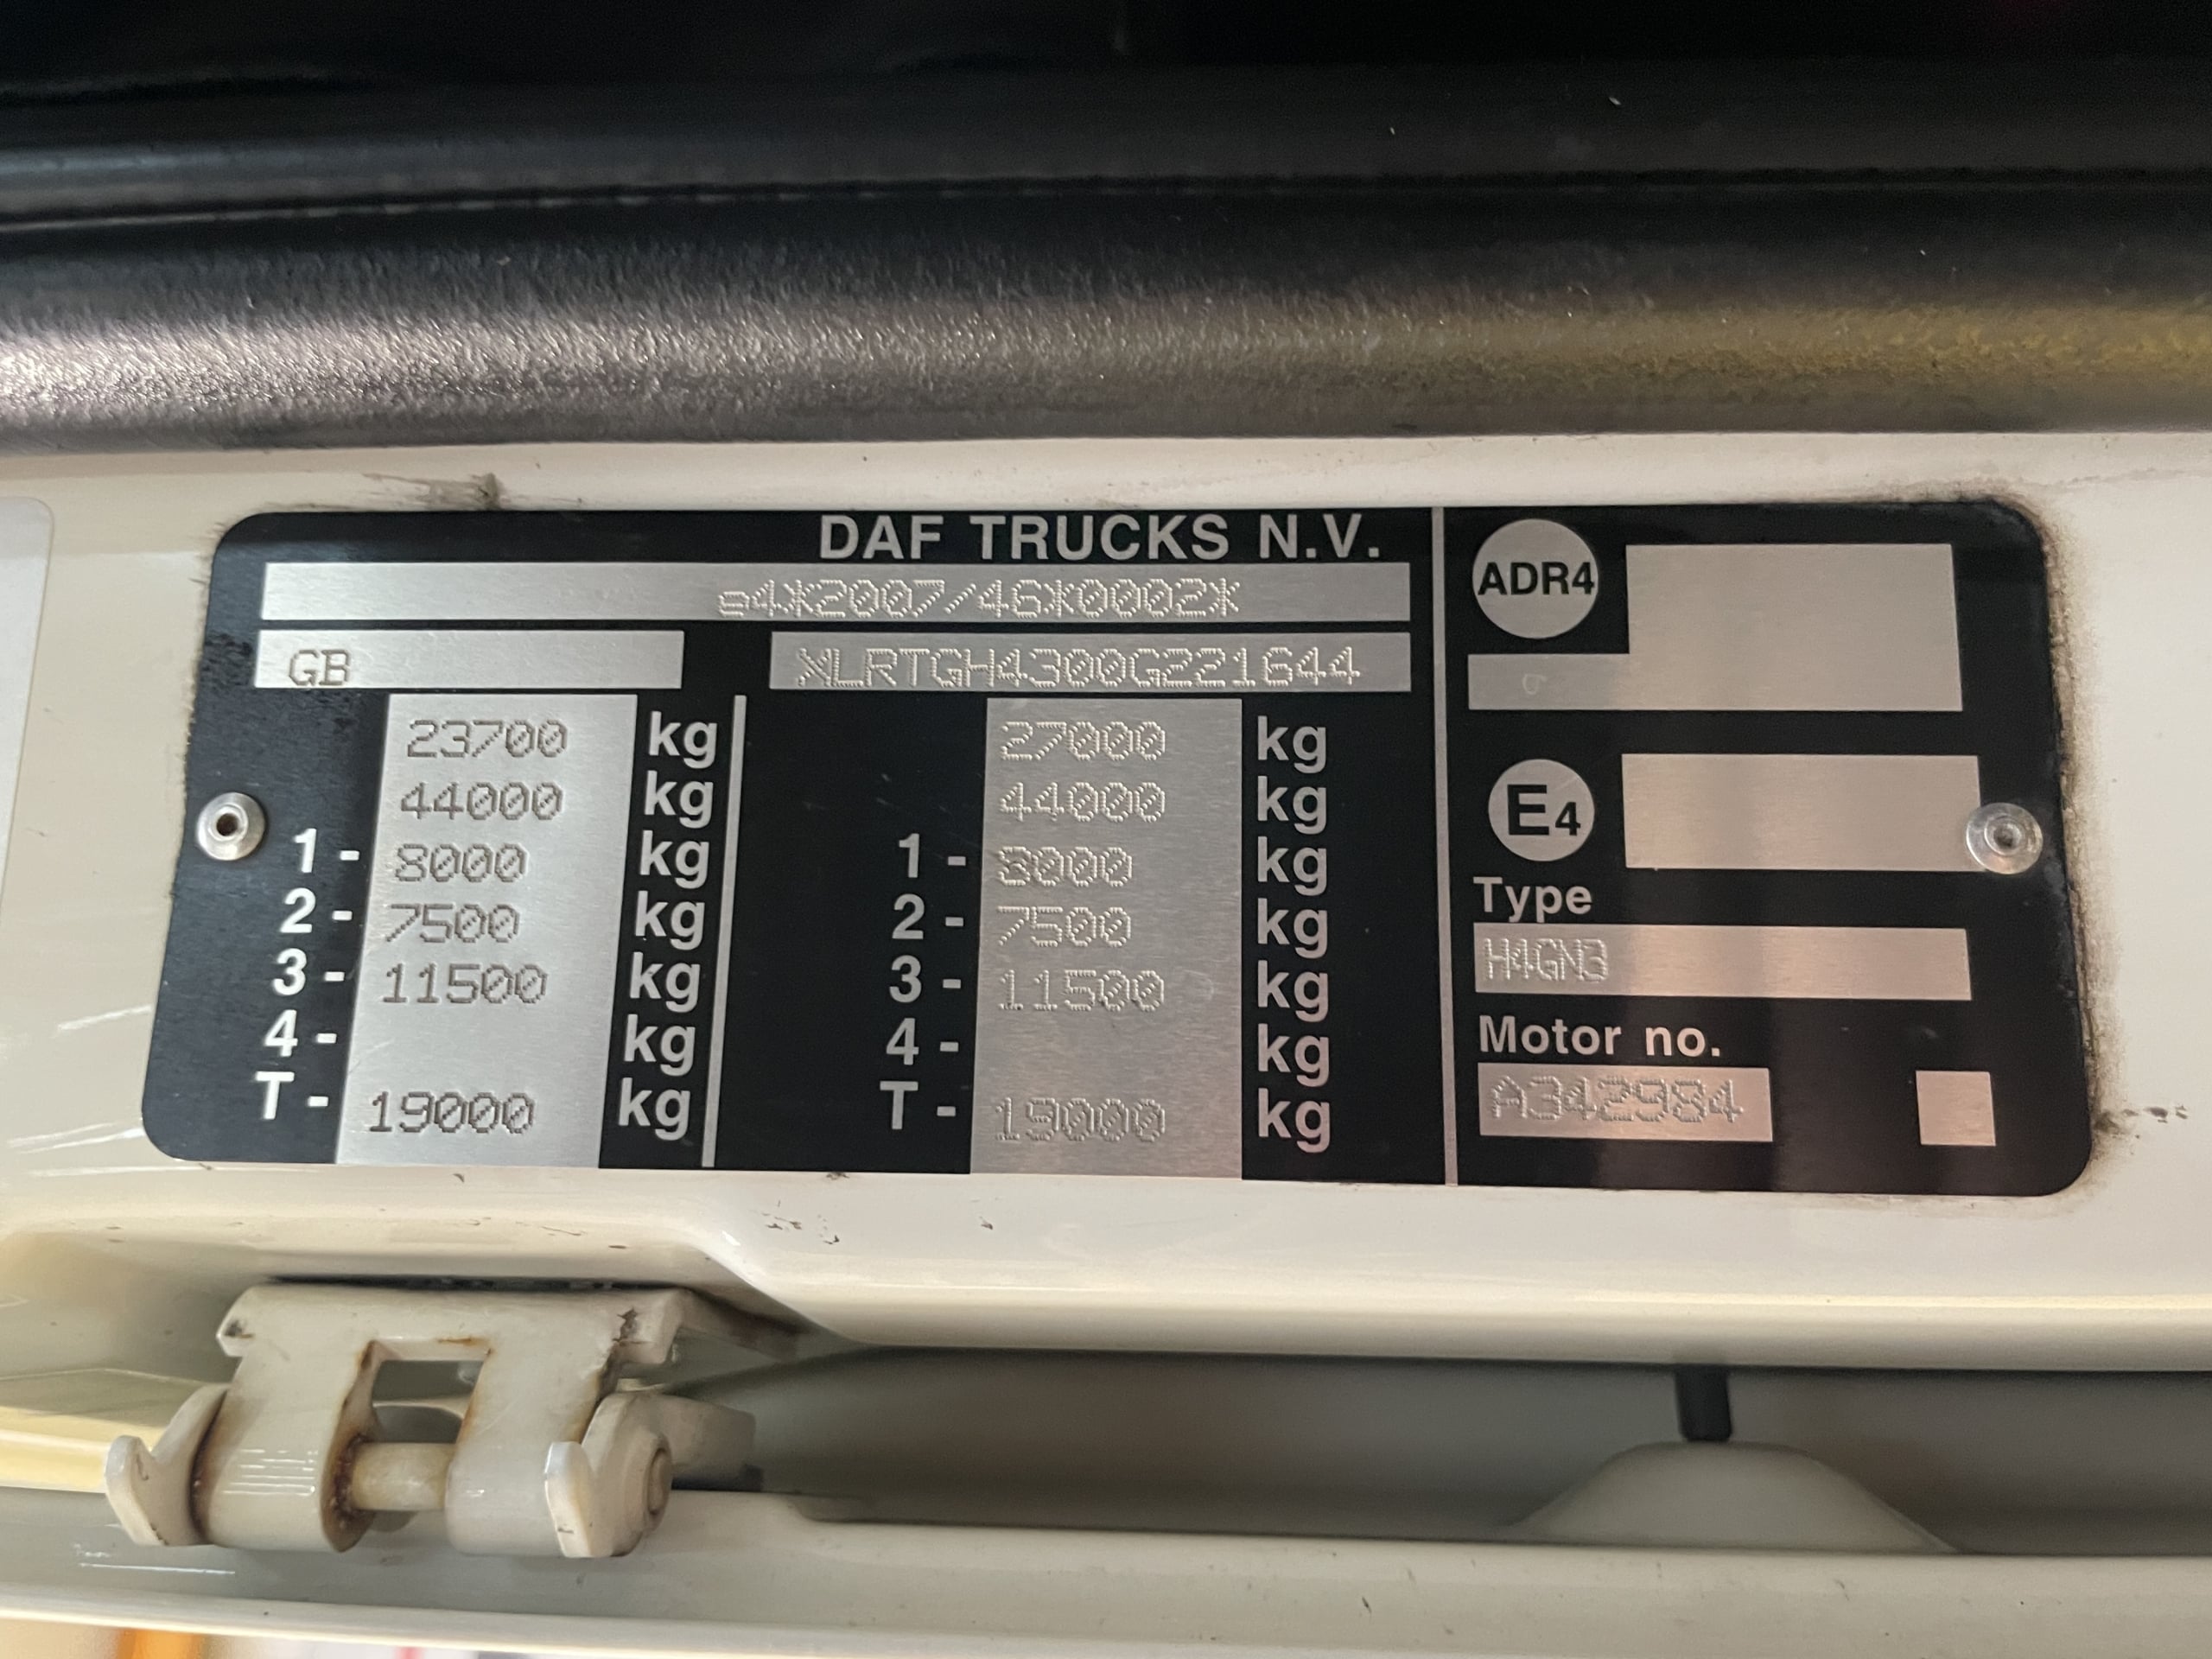 DAF TRUCKS N.V.
e4*2007/46*0002*
GB XLRTGH4300G221644
23700 kg 27000 kg
44000 kg 44000 kg
1 - 8000 kg 1 - 8000 kg
2 - 7500 kg 2 - 7500 kg
3 - 11500 kg 3 - 11500 kg
4 - kg 4 - kg
T - 19000 kg T - 19000 kg
ADR4
E4
Type
H4GN3
Motor no.
A342984